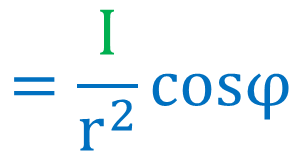 = I/r² cosφ